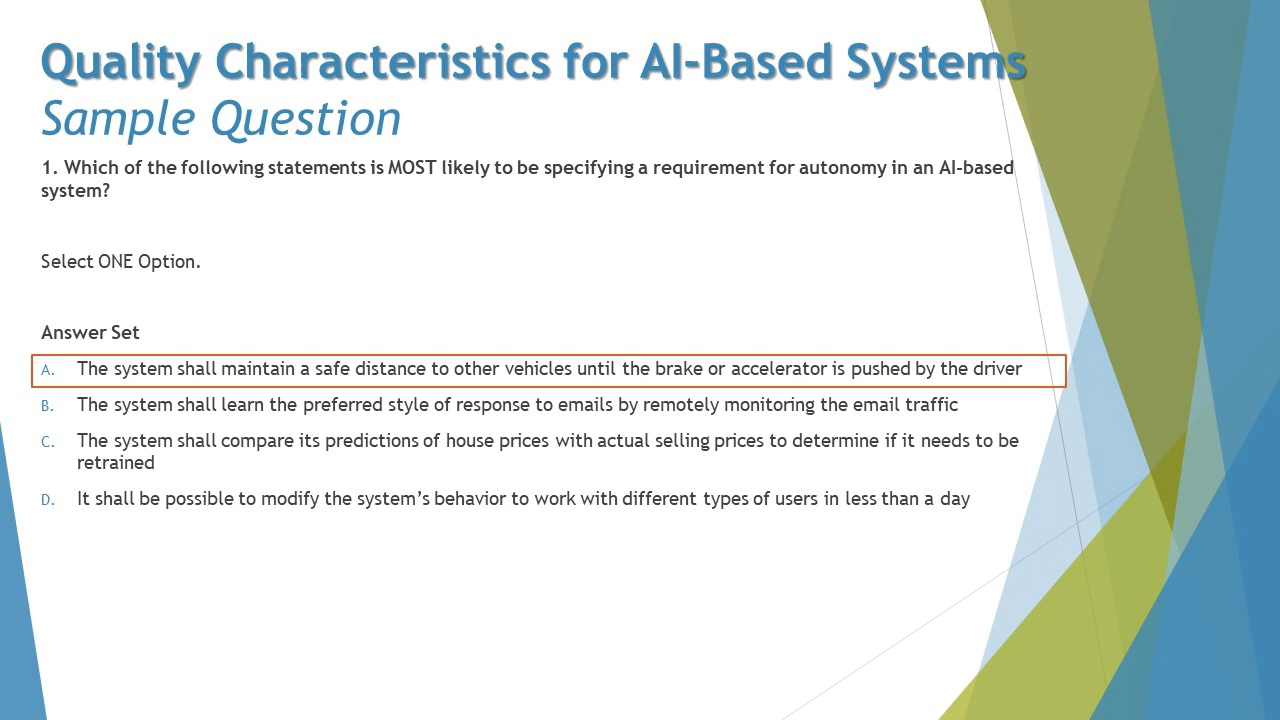 Quality Characteristics for AI-Based Systems
Sample Question
1. Which of the following statements is MOST likely to be specifying a requirement for autonomy in an AI-based
system?
Select ONE Option.
Answer Set
A. The system shall maintain a safe distance to other vehicles until the brake or accelerator is pushed by the driver
B. The system shall learn the preferred style of response to emails by remotely monitoring the email traffic
C. The system shall compare its predictions of house prices with actual selling prices to determine if it needs to be
retrained
D. It shall be possible to modify the system’s behavior to work with different types of users in less than a day